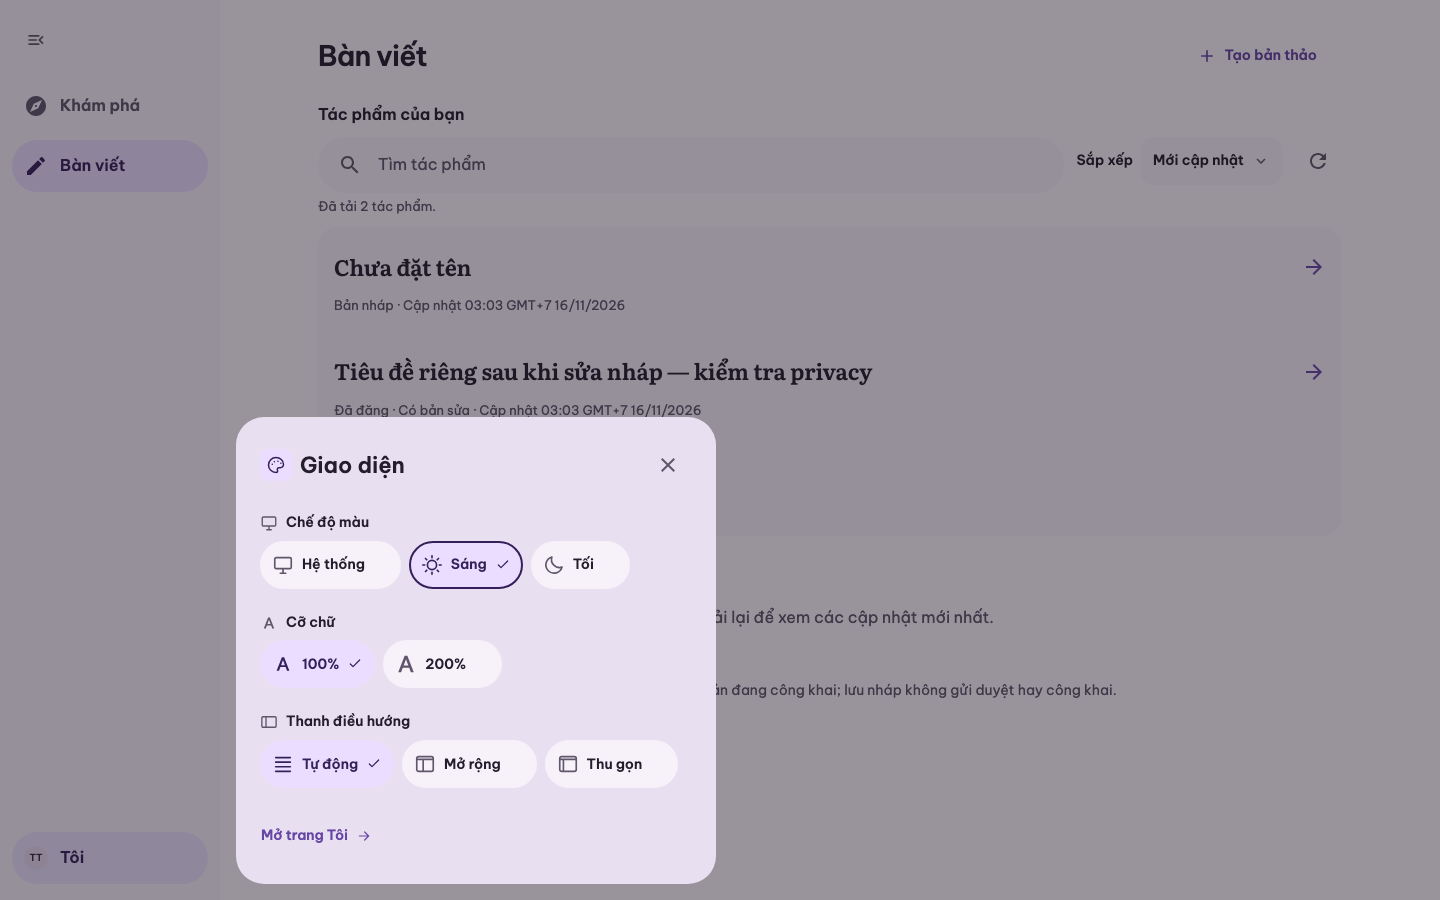 Khám phá
Bàn viết
TT Tôi
Bàn viết
Tạo bản thảo
Tác phẩm của bạn
Tìm tác phẩm
Sắp xếp
Mới cập nhật
Đã tải 2 tác phẩm.
Chưa đặt tên
Bản nháp · Cập nhật 03:03 GMT+7 16/11/2026
Tiêu đề riêng sau khi sửa nháp — kiểm tra privacy
Đã đăng · Có bản sửa · Cập nhật 03:03 GMT+7 16/11/2026
lại để xem các cập nhật mới nhất.
đang công khai; lưu nháp không gửi duyệt hay công khai.
Giao diện
Chế độ màu
Hệ thống
Sáng
Tối
A Cỡ chữ
A 100%
A 200%
Thanh điều hướng
Tự động
Mở rộng
Thu gọn
Mở trang Tôi